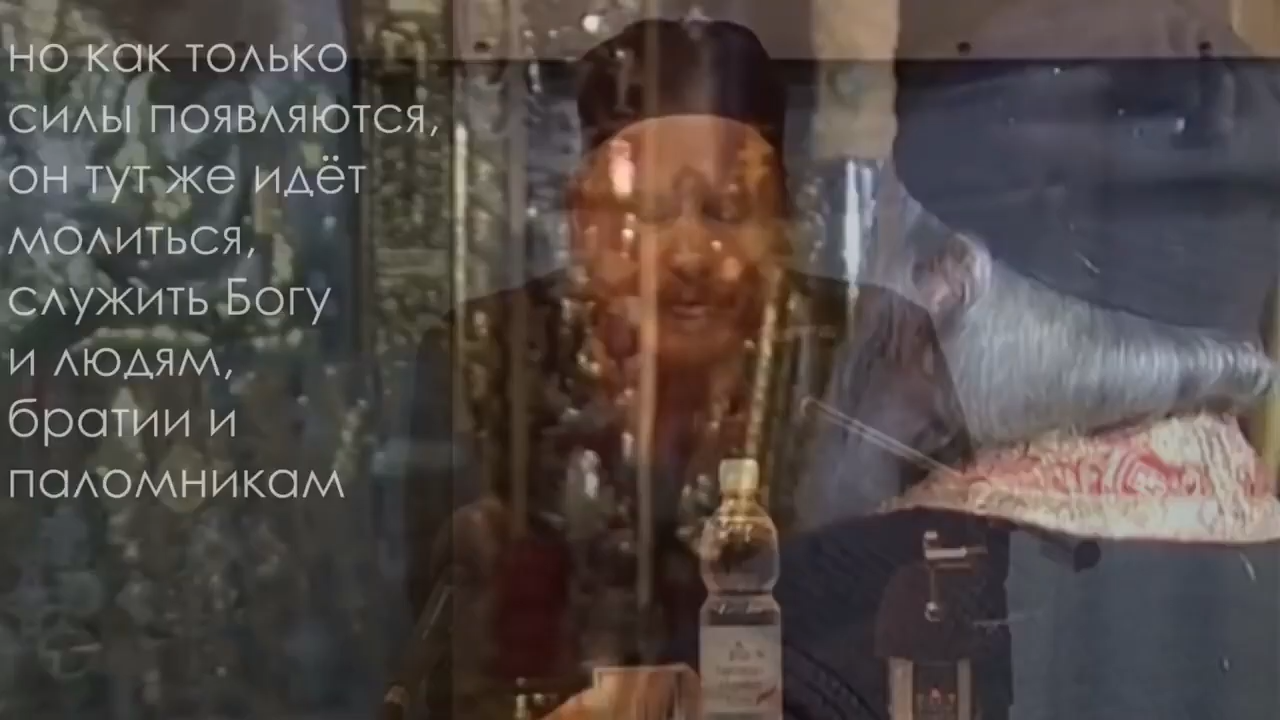 но как только
силы появляются,
он тут же идёт
молиться,
служить Богу
и людям,
братии и
паломникам